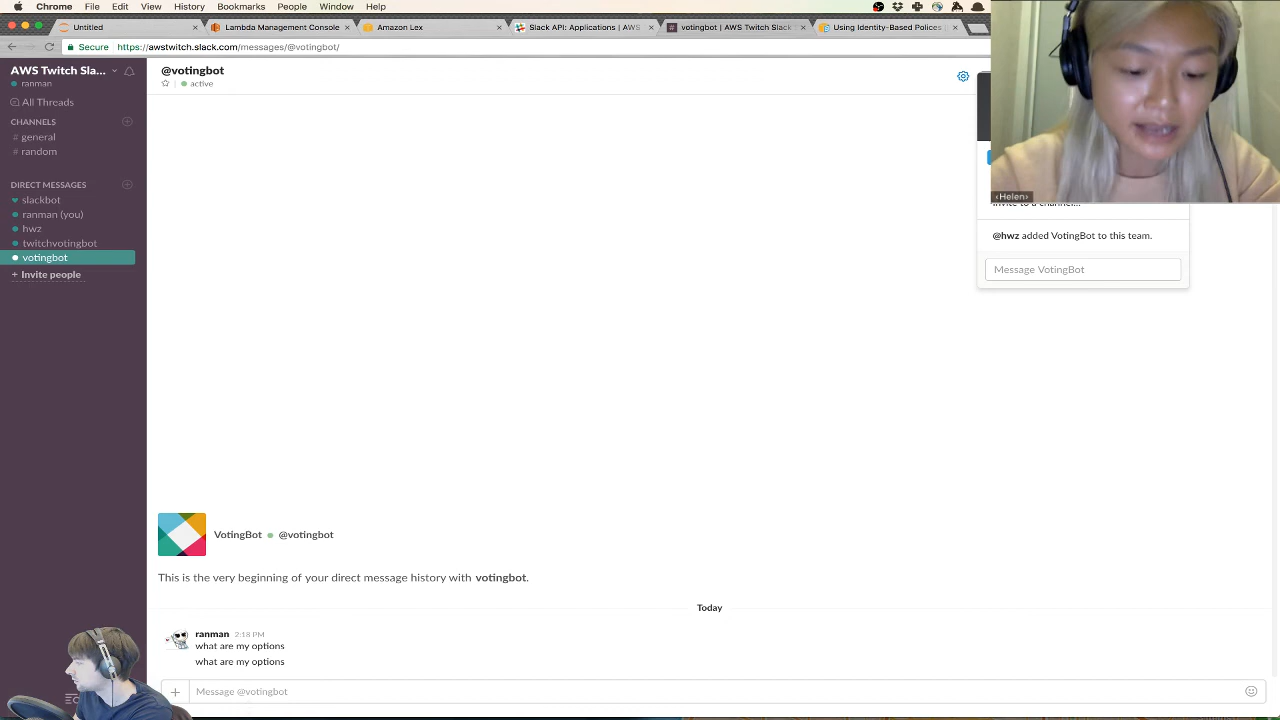 Chrome File Edit View History Bookmarks People Window Help
Untitled × Lambda Management Console × Amazon Lex × Slack API: Applications | AWS × votingbot | AWS Twitch Slack × Using Identity-Based Polices ×
Secure https://awstwitch.slack.com/messages/@votingbot/
AWS Twitch Sla...
ranman
All Threads
CHANNELS
# general
# random
DIRECT MESSAGES
slackbot
ranman (you)
hwz
twitchvotingbot
votingbot
+ Invite people
@votingbot
active
‹Helen›
Invite to a channel...
@hwz added VotingBot to this team.
Message VotingBot
VotingBot @votingbot
This is the very beginning of your direct message history with votingbot.
Today
ranman 2:18 PM
what are my options
what are my options
Message @votingbot